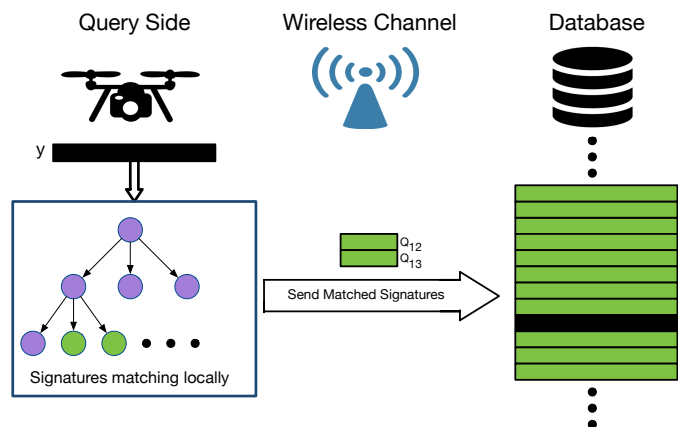 Query Side
Wireless Channel
Database
y
Q12
Q13
Send Matched Signatures
Signatures matching locally